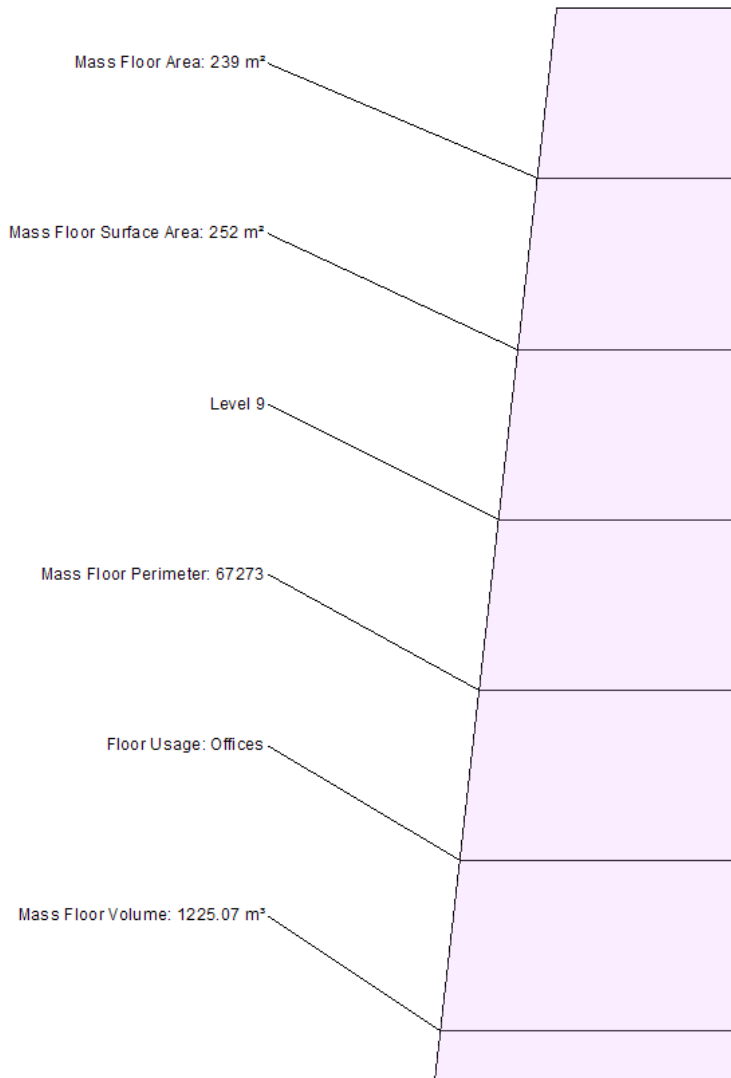 Mass Floor Area: 239 m²
Mass Floor Surface Area: 252 m²
Level 9
Mass Floor Perimeter: 67273
Floor Usage: Offices
Mass Floor Volume: 1225.07 m³